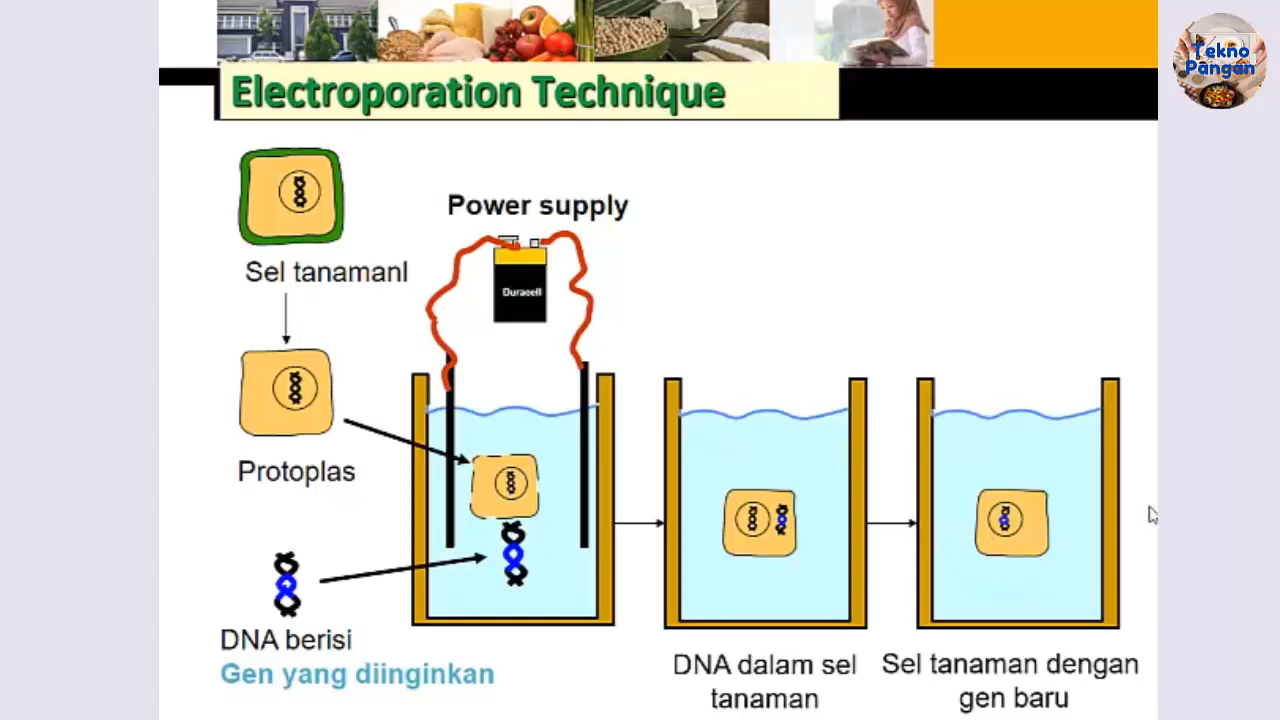 Tekno
Pangan
Electroporation Technique
Power supply
Duracell
Sel tanamanl
Protoplas
DNA berisi
Gen yang diinginkan
DNA dalam sel
tanaman
Sel tanaman dengan
gen baru